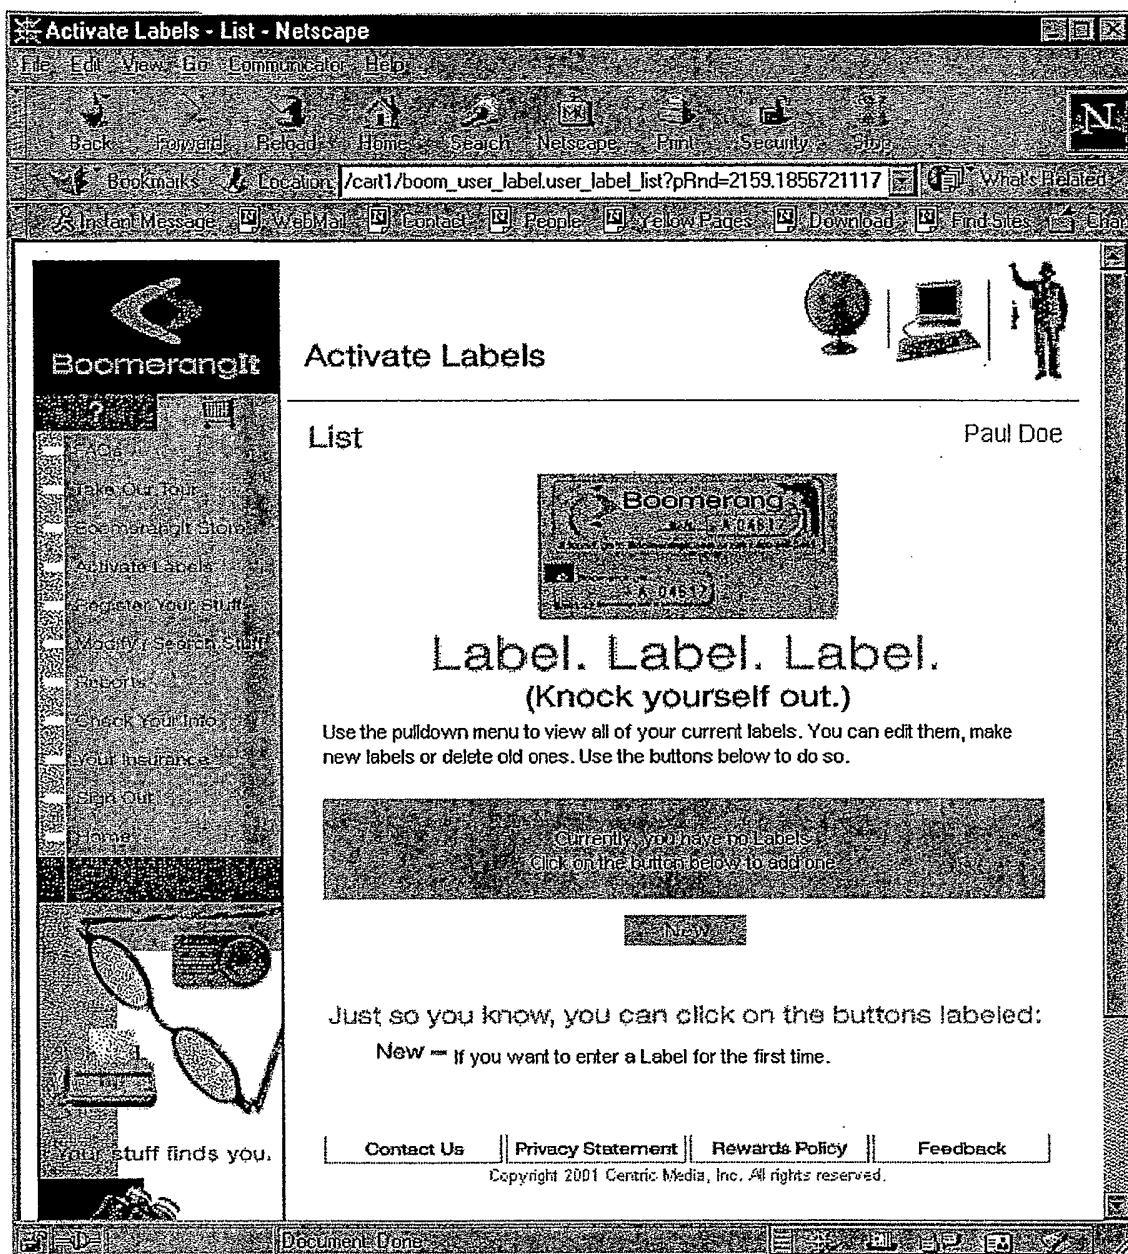 Activate Labels - List - Netscape
File Edit View Go Communicator Help
Back Forward Reload Home Search Netscape Print Security Stop
Bookmarks Location: /cart1/boom_user_label.user_label_list?pRnd=2159.1856721117 What's Related
Instant Message WebMail Contact People Yellow Pages Download Find Sites
BoomerangIt
Activate Labels
?
FAQs
Take Our Tour
BoomerangIt Store
Activate Labels
Register Your Stuff
Modify / Search Stuff
Reports
Check Your Info
Your Insurance
Sign Out
Home
List
Paul Doe
Boomerang
Label. Label. Label.
(Knock yourself out.)
Use the pulldown menu to view all of your current labels. You can edit them, make
new labels or delete old ones. Use the buttons below to do so.
Currently, you have no Labels
Click on the button below to add one
New
Just so you know, you can click on the buttons labeled:
New – If you want to enter a Label for the first time.
Your stuff finds you.
Contact Us Privacy Statement Rewards Policy Feedback
Copyright 2001 Centric Media, Inc. All rights reserved.
Document: Done